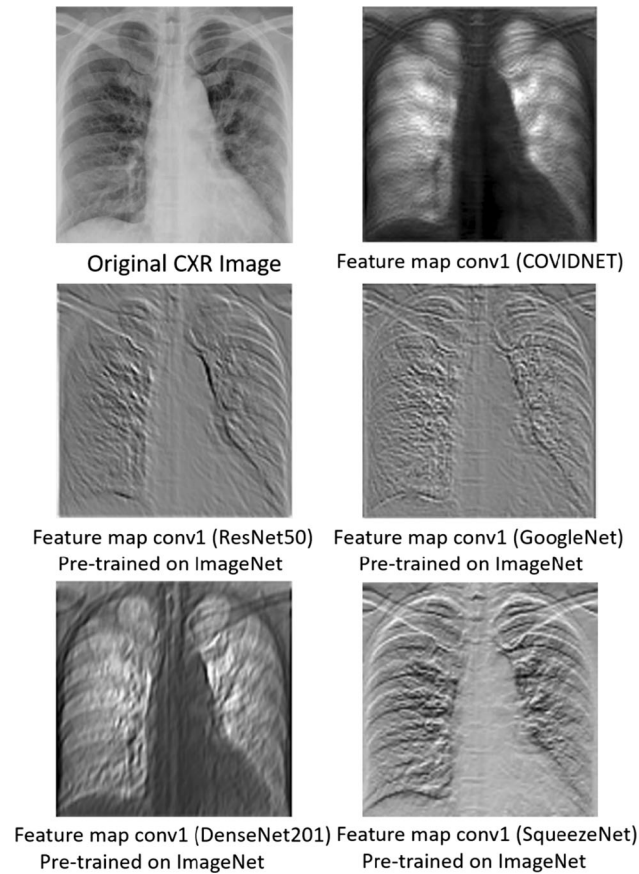 Original CXR Image
Feature map conv1 (COVIDNET)
Feature map conv1 (ResNet50)
Pre-trained on ImageNet
Feature map conv1 (GoogleNet)
Pre-trained on ImageNet
Feature map conv1 (DenseNet201)
Pre-trained on ImageNet
Feature map conv1 (SqueezeNet)
Pre-trained on ImageNet